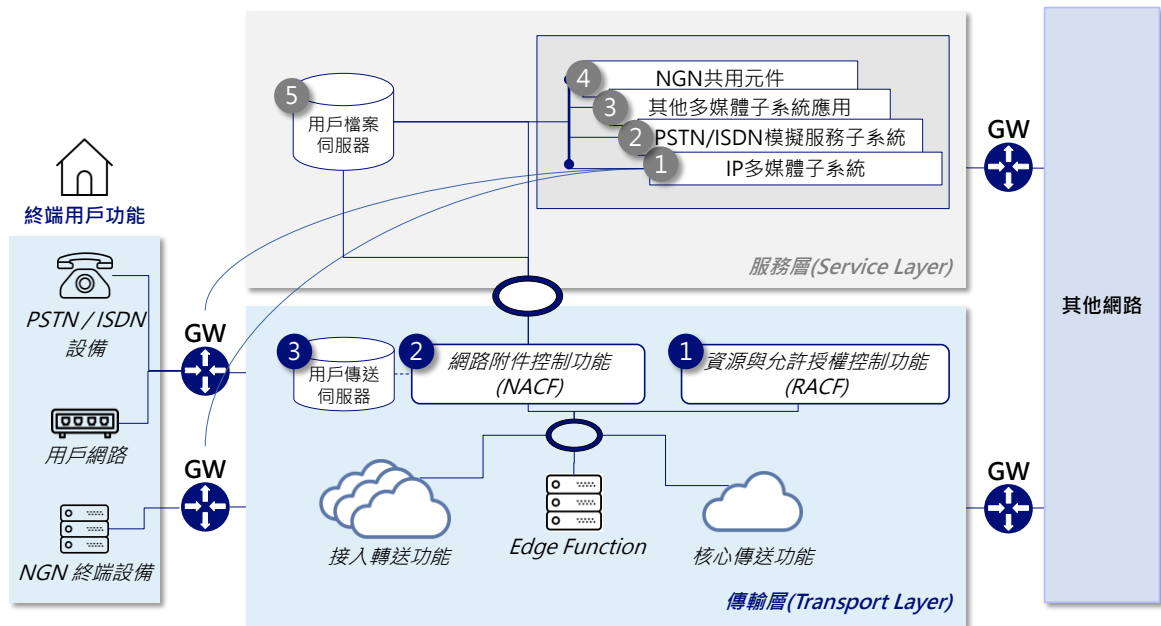 5
用戶檔案
伺服器
4
NGN共用元件
3
其他多媒體子系統應用
2
PSTN/ISDN模擬服務子系統
1
IP多媒體子系統
服務層(Service Layer)
GW
其他網路
終端用戶功能
PSTN / ISDN
設備
用戶網路
NGN 終端設備
GW
GW
3
用戶傳送
伺服器
2
網路附件控制功能
(NACF)
1
資源與允許授權控制功能
(RACF)
接入轉送功能
Edge Function
核心傳送功能
傳輸層(Transport Layer)
GW